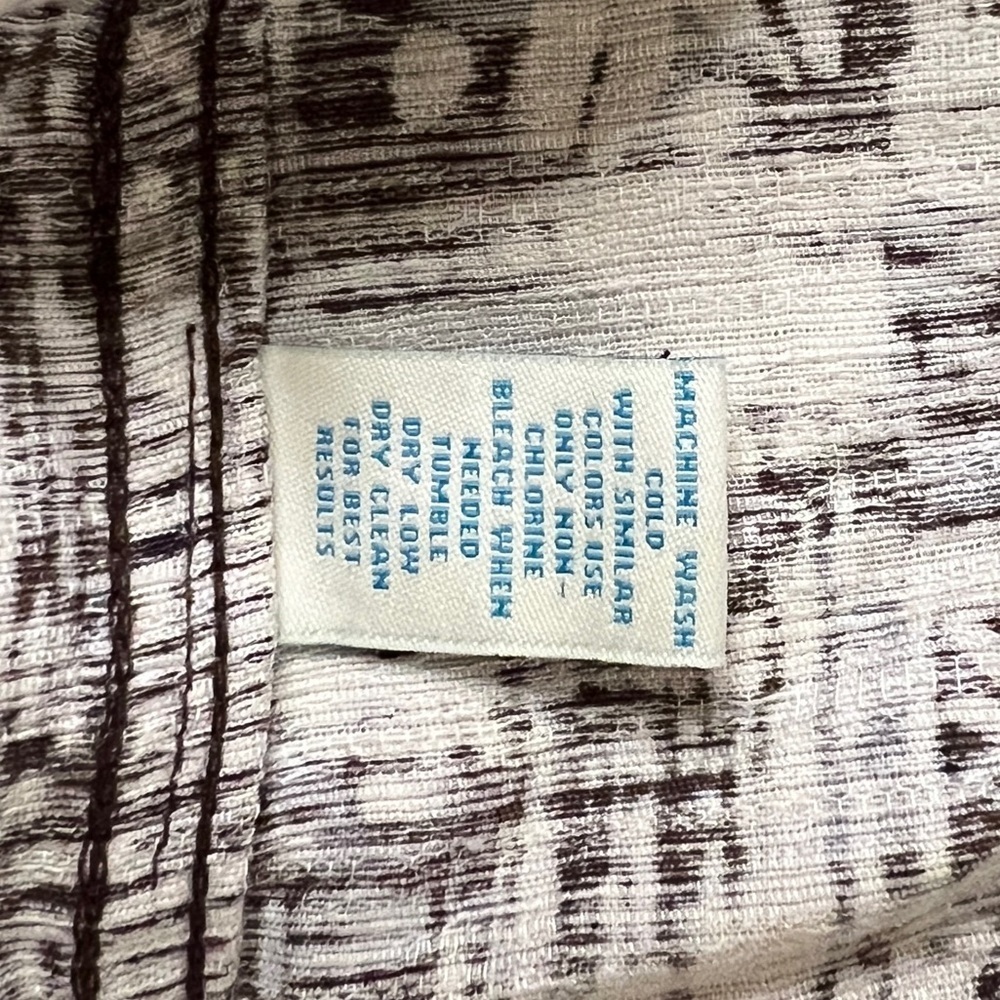 MACHINE WASH
COLD
WITH SIMILAR
COLORS USE
ONLY NON-
CHLORINE
BLEACH WHEN
NEEDED
TUMBLE
DRY LOW
DRY CLEAN
FOR BEST
RESULTS